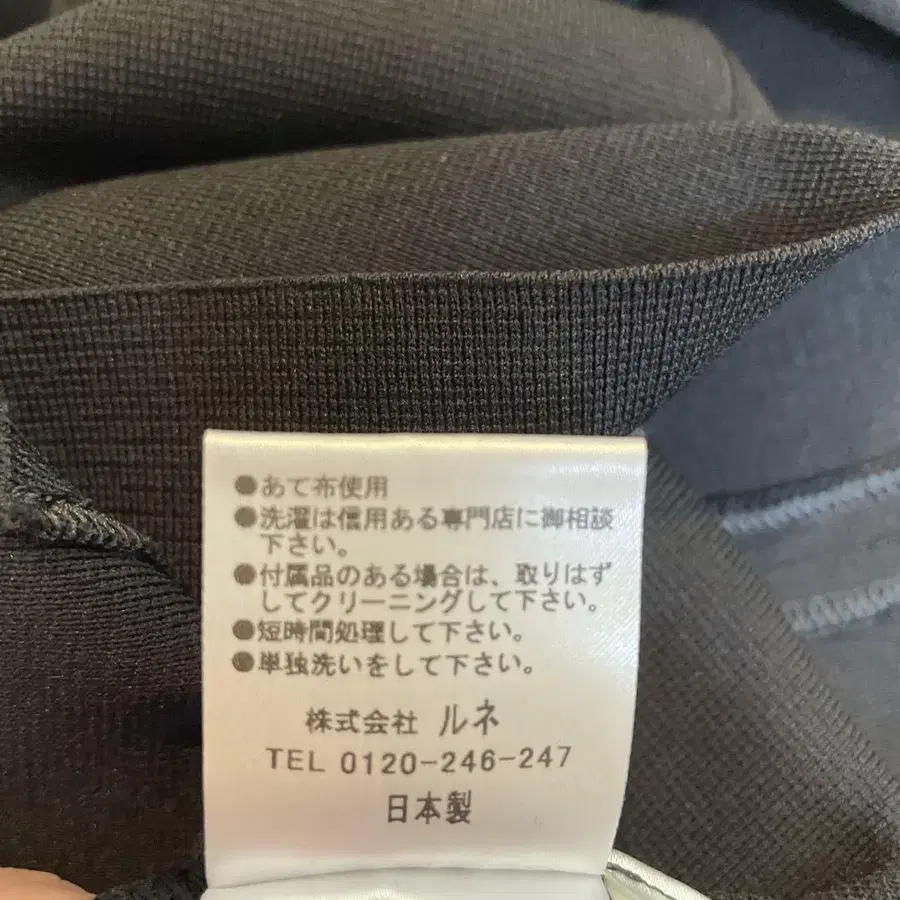 ●あて布使用
●洗濯は信用ある専門店に御相談
下さい。
●付属品のある場合は、取りはず
してクリーニングして下さい。
●短時間処理して下さい。
●単独洗いをして下さい。
株式会社 ルネ
TEL 0120-246-247
日本製